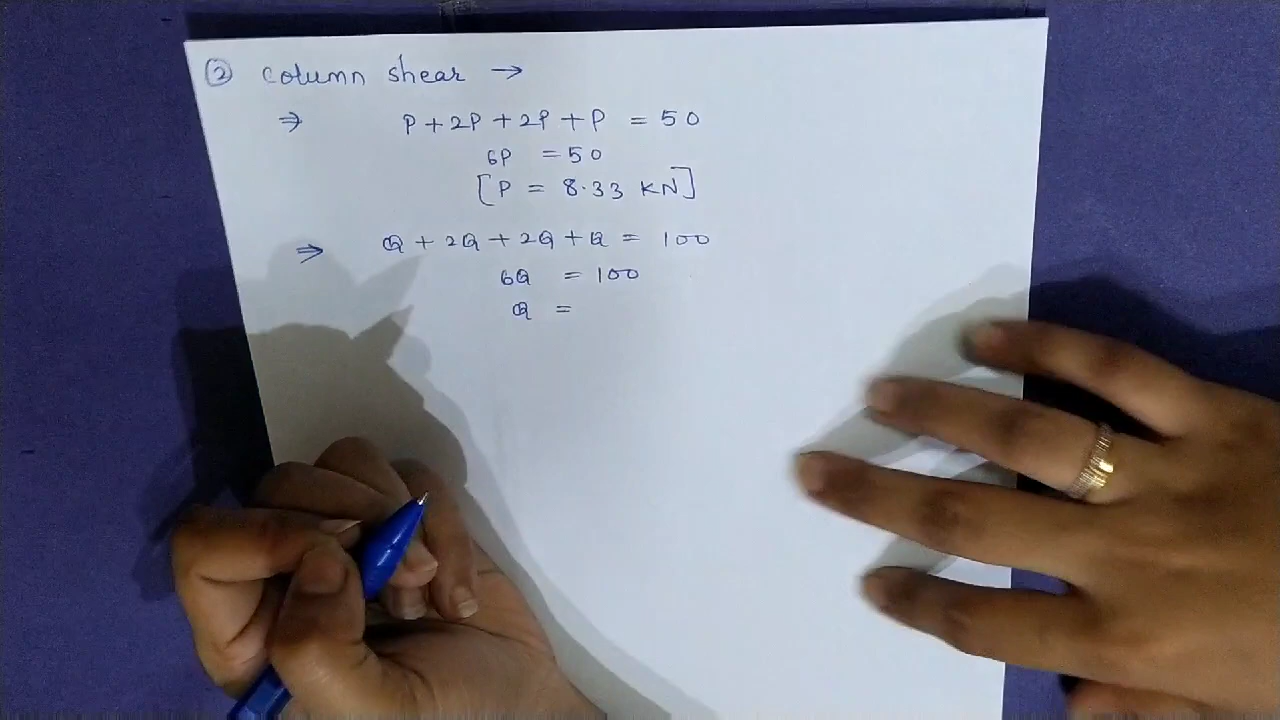 ② column shear →
⇒ P + 2P + 2P + P = 50
6P = 50
[P = 8.33 KN]
⇒ Q + 2Q + 2Q + Q = 100
6Q = 100
Q =